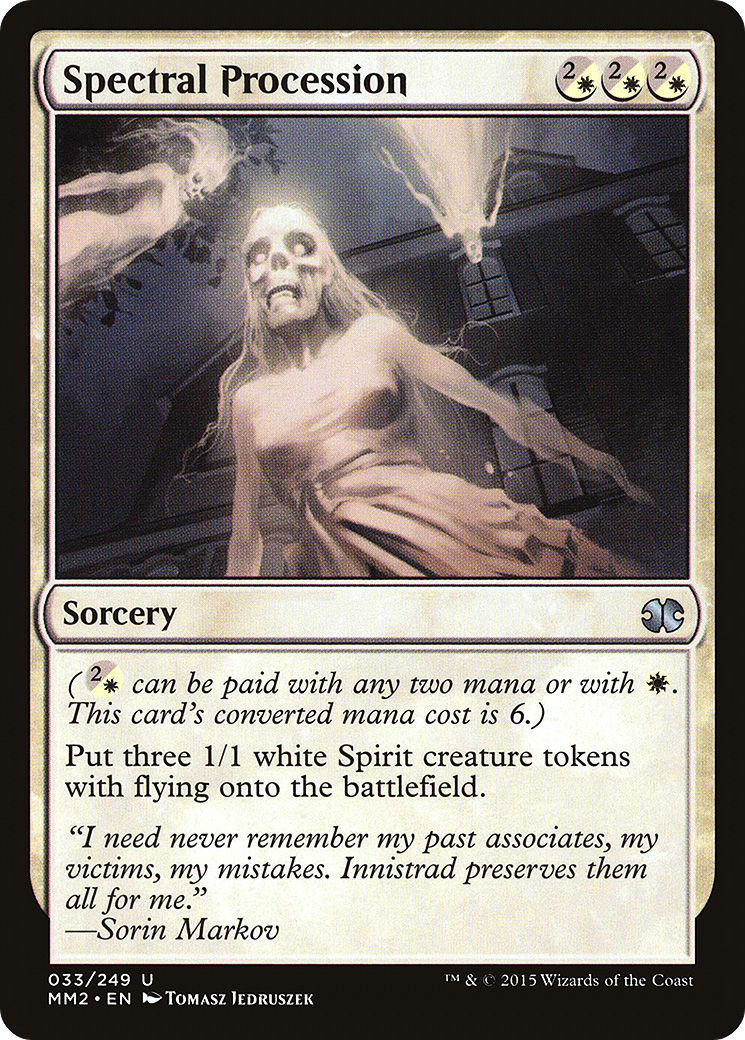 Spectral Procession 2 2 2
Sorcery
(2 can be paid with any two mana or with .
This card's converted mana cost is 6.)
Put three 1/1 white Spirit creature tokens
with flying onto the battlefield.
"I need never remember my past associates, my
victims, my mistakes. Innistrad preserves them
all for me."
—Sorin Markov
033/249 U
™ & © 2015 Wizards of the Coast
MM2 • EN Tomasz Jedruszek